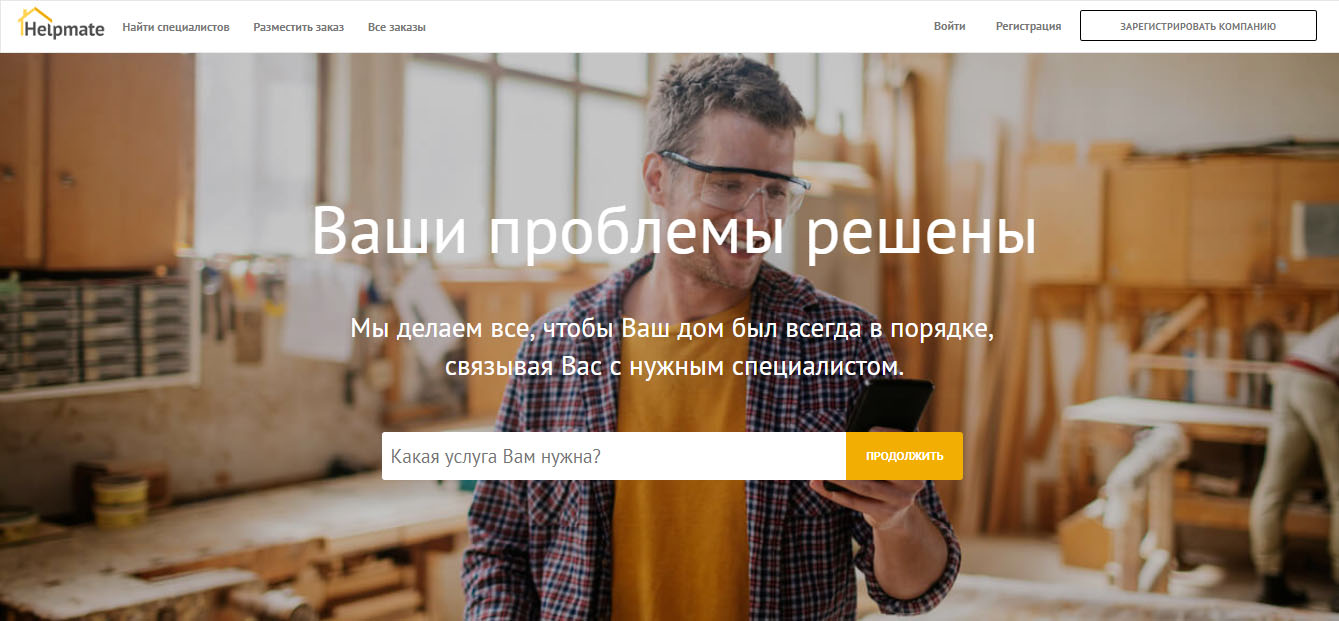 Helpmate
Найти специалистов
Разместить заказ
Все заказы
Войти
Регистрация
ЗАРЕГИСТРИРОВАТЬ КОМПАНИЮ
Ваши проблемы решены
Мы делаем все, чтобы Ваш дом был всегда в порядке,
связывая Вас с нужным специалистом.
Какая услуга Вам нужна?
ПРОДОЛЖИТЬ